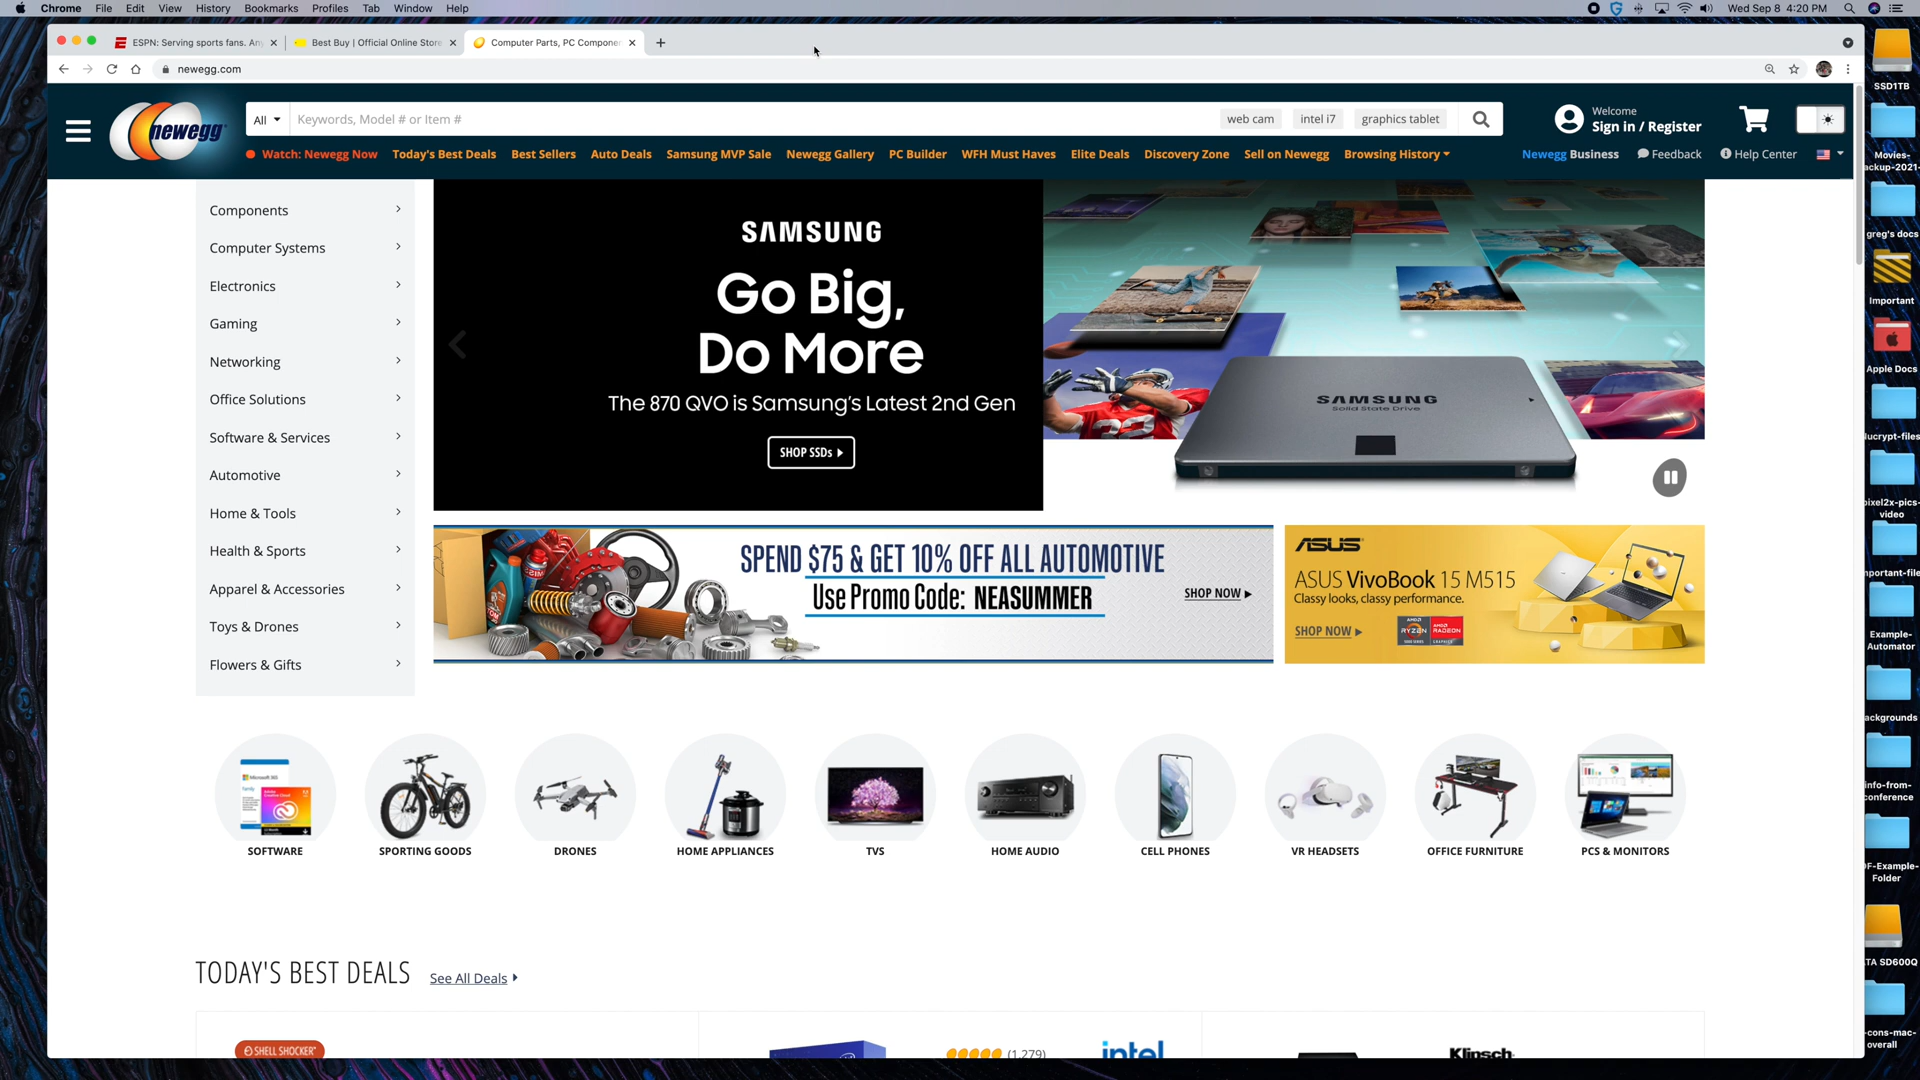 Chrome File Edit View History Bookmarks Profiles Tab Window Help
Wed Sep 8 4:20 PM
ESPN: Serving sports fans. Any
Best Buy | Official Online Store
Computer Parts, PC Componen
newegg.com
newegg
All
Keywords, Model # or Item #
web cam
intel i7
graphics tablet
Welcome
Sign in / Register
Watch: Newegg Now
Today's Best Deals
Best Sellers
Auto Deals
Samsung MVP Sale
Newegg Gallery
PC Builder
WFH Must Haves
Elite Deals
Discovery Zone
Sell on Newegg
Browsing History
Newegg Business
Feedback
Help Center
Components
Computer Systems
Electronics
Gaming
Networking
Office Solutions
Software & Services
Automotive
Home & Tools
Health & Sports
Apparel & Accessories
Toys & Drones
Flowers & Gifts
SAMSUNG
Go Big,
Do More
The 870 QVO is Samsung's Latest 2nd Gen
SHOP SSDs
SAMSUNG
Solid State Drive
SPEND $75 & GET 10% OFF ALL AUTOMOTIVE
Use Promo Code: NEASUMMER
SHOP NOW
ASUS
ASUS VivoBook 15 M515
Classy looks, classy performance.
SHOP NOW
AMD
RYZEN
AMD
RADEON
SOFTWARE
SPORTING GOODS
DRONES
HOME APPLIANCES
TVS
HOME AUDIO
CELL PHONES
VR HEADSETS
OFFICE FURNITURE
PCS & MONITORS
TODAY'S BEST DEALS
See All Deals
SHELL SHOCKER
(1,279)
intel
Klipsch
SSD1TB
Movies-
ackup-2021-
greg's docs
Important
Apple Docs
lucrypt-files
pixel2x-pics-
video
mportant-file
Example-
Automator
ackgrounds
info-from-
conference
DF-Example-
Folder
TA SD600Q
-cons-mac-
overall